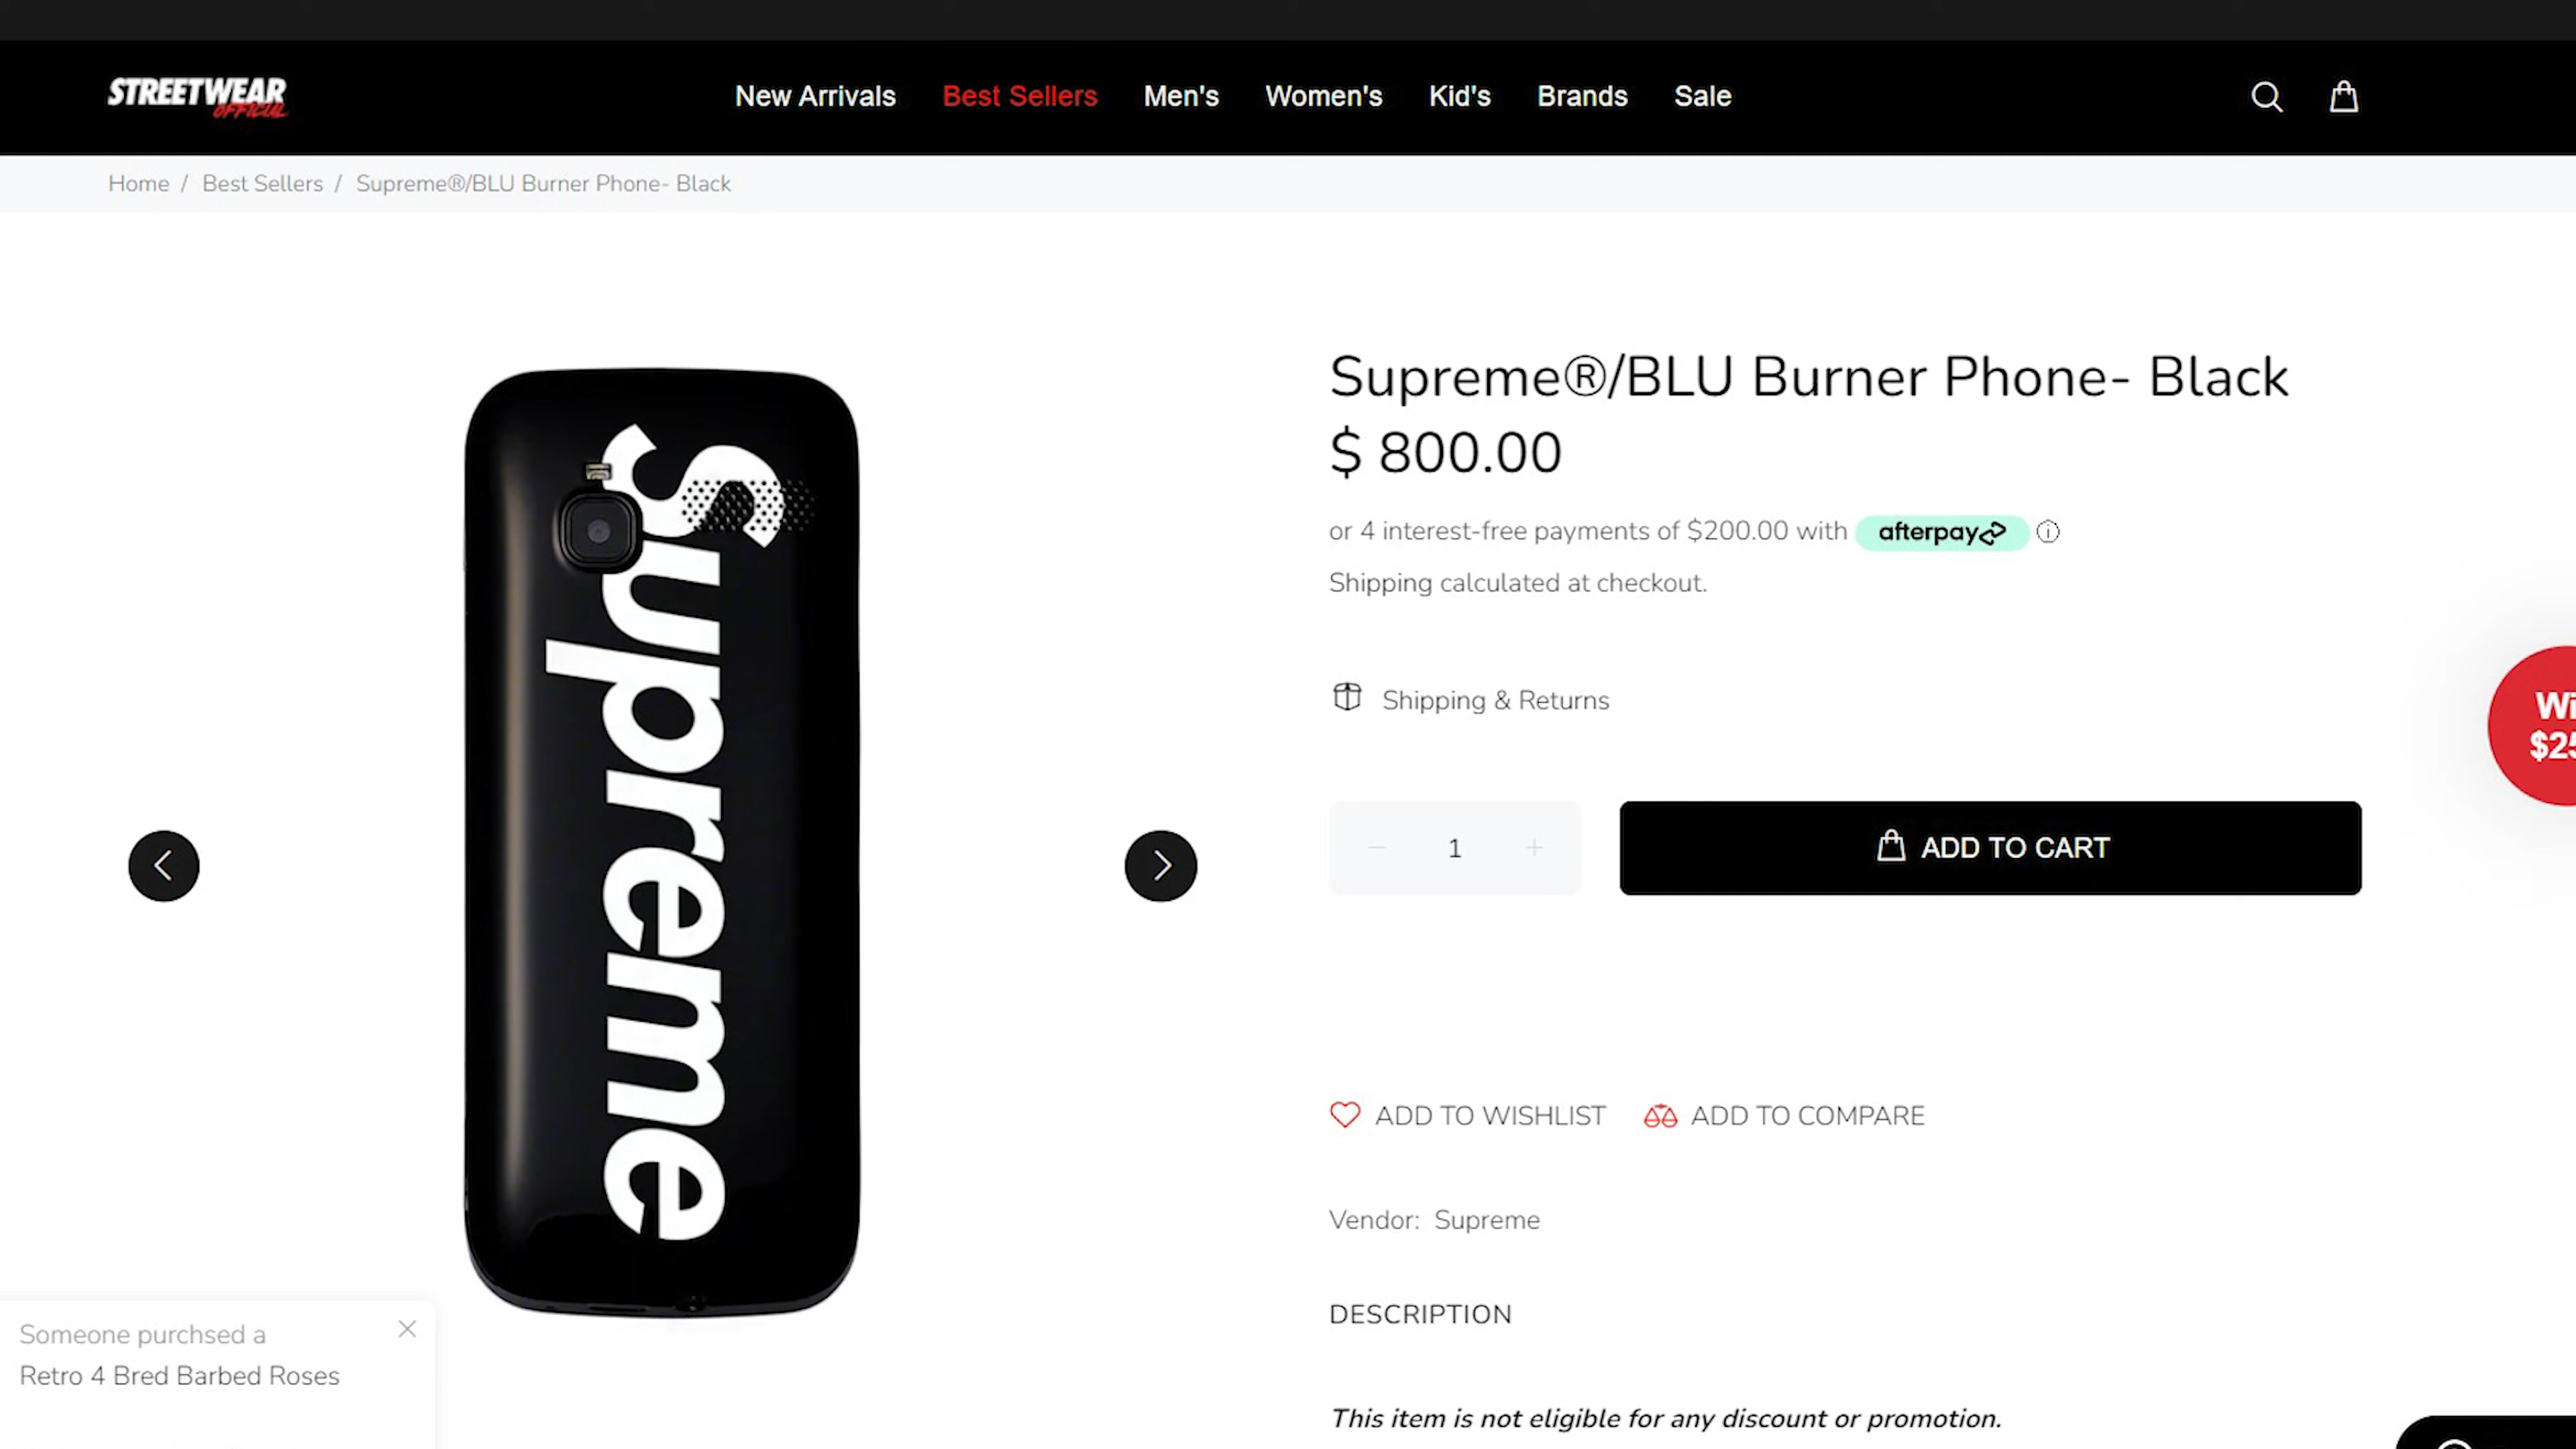 STREETWEAR
OFFICIAL
New Arrivals
Best Sellers
Men's
Women's
Kid's
Brands
Sale
Home / Best Sellers / Supreme®/BLU Burner Phone- Black
Supreme
Supreme®/BLU Burner Phone- Black
$ 800.00
or 4 interest-free payments of $200.00 with afterpay
Shipping calculated at checkout.
Shipping & Returns
1
ADD TO CART
Wi
$25
ADD TO WISHLIST
ADD TO COMPARE
Vendor: Supreme
DESCRIPTION
This item is not eligible for any discount or promotion.
Someone purchsed a
Retro 4 Bred Barbed Roses